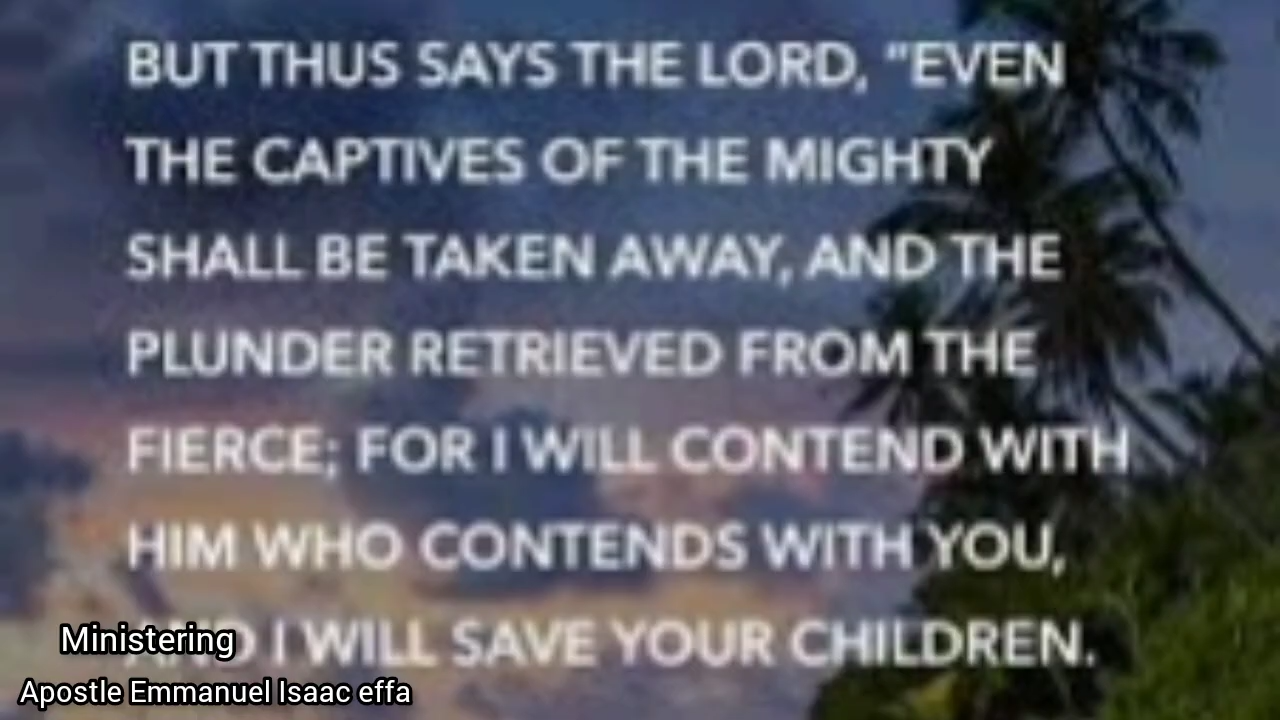 BUT THUS SAYS THE LORD, “EVEN
THE CAPTIVES OF THE MIGHTY
SHALL BE TAKEN AWAY, AND THE
PLUNDER RETRIEVED FROM THE
FIERCE; FOR I WILL CONTEND WITH
HIM WHO CONTENDS WITH YOU,
AND I WILL SAVE YOUR CHILDREN.
Ministering
Apostle Emmanuel Isaac effa